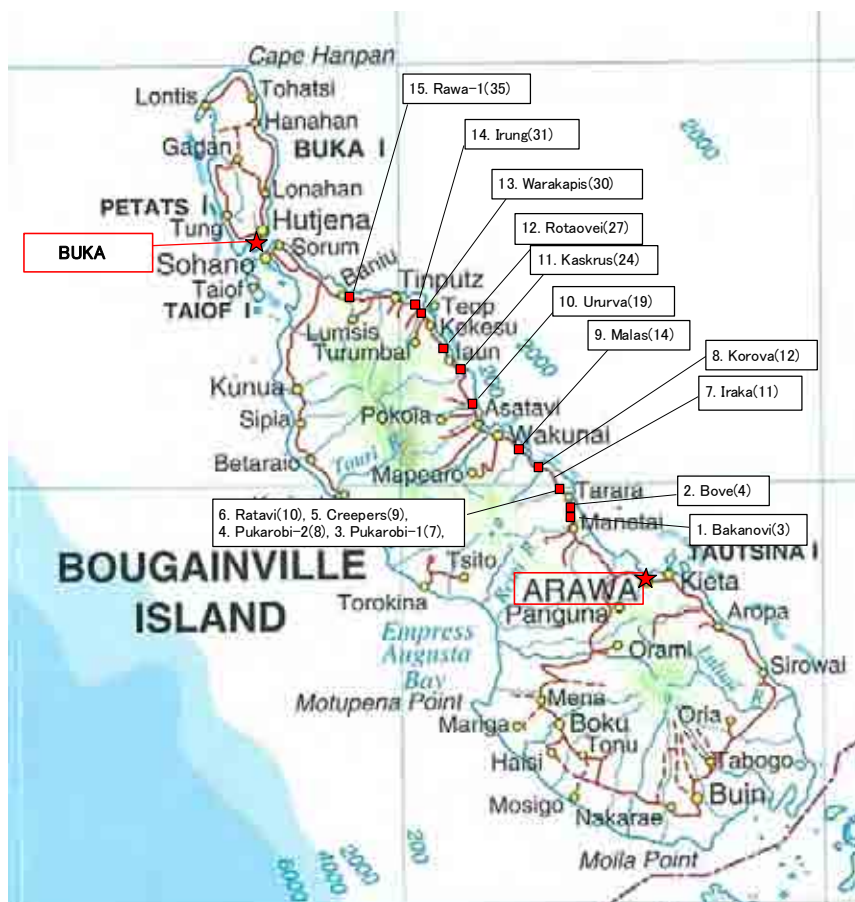 Cape Hanpan
Lontis
Tohatsi
Hanahan
Gagan
BUKA I
Lonahan
PETATS I
Tung
Hutjena
BUKA
Sorum
Sohano
Taiof
TAIOF I
15. Rawa-1(35)
14. Irung(31)
13. Warakapis(30)
12. Rotaovei(27)
11. Kaskrus(24)
10. Ururva(19)
9. Malas(14)
8. Korova(12)
7. Iraka(11)
2. Bove(4)
1. Bakanovi(3)
6. Ratavi(10), 5. Creepers(9),
4. Pukarobi-2(8), 3. Pukarobi-1(7),
2000
Baniu
Tinputz
Teop
Lumsis
Kekesu
Turumbal
Iaun
4000
200
Kunua
Pokoia
Asatavi
Sipia
Wakunai
Betaraio
Mapearo
Tarara
Manetai
TAUTSINA I
BOUGAINVILLE
ISLAND
Tsito
ARAWA
Kieta
Torokina
Panguna
Aropa
Empress
Augusta
Bay
Orami
Luluai R
Sirowai
Motupena Point
Mena
Mariga
Boku
Oria
Haisi
Tonu
Tabogo
Mosigo
Buin
Nakarae
Moila Point
200
2000
4000
6000